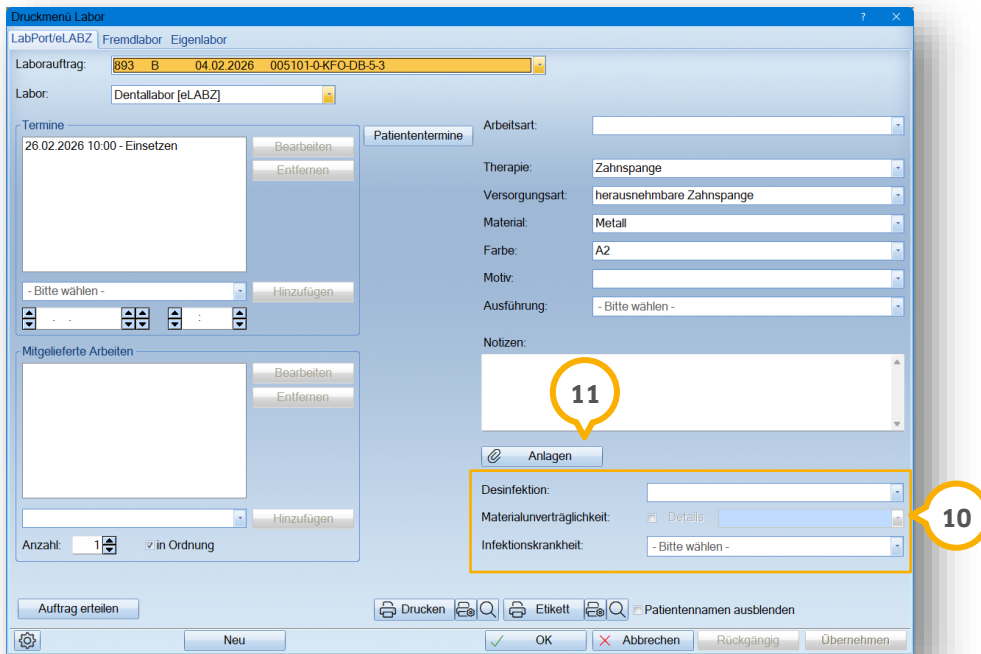 Druckmenü Labor ? ×
LabPort/eLABZ Fremdlabor Eigenlabor
Laborauftrag: 893 B 04.02.2026 005101-0-KFO-DB-5-3
Labor: Dentallabor [eLABZ]
Termine
26.02.2026 10:00 - Einsetzen
Bearbeiten
Entfernen
- Bitte wählen -
Hinzufügen
. . :
Patiententermine
Mitgelieferte Arbeiten
Bearbeiten
Entfernen
Hinzufügen
Anzahl: 1 in Ordnung
Arbeitsart:
Therapie: Zahnspange
Versorgungsart: herausnehmbare Zahnspange
Material: Metall
Farbe: A2
Motiv:
Ausführung: - Bitte wählen -
Notizen:
11
Anlagen
Desinfektion:
Materialunverträglichkeit: Details:
Infektionskrankheit: - Bitte wählen -
10
Auftrag erteilen Drucken Etikett Patientennamen ausblenden
Neu OK Abbrechen Rückgängig Übernehmen